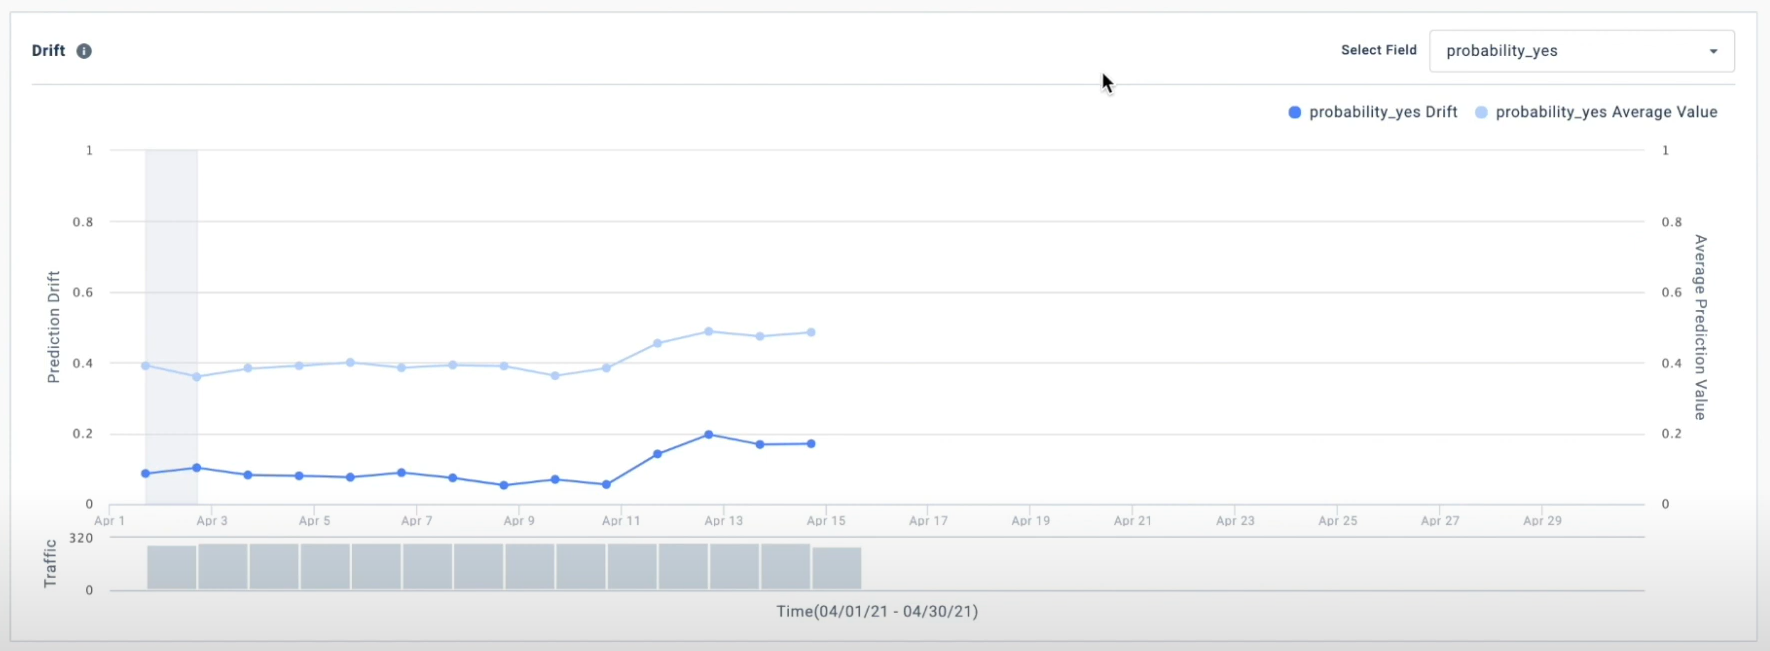 Drift
Select Field
probability_yes
probability_yes Drift
probability_yes Average Value
Prediction Drift
1
0.8
0.6
0.4
0.2
0
1
0.8
0.6
0.4
0.2
0
Average Prediction Value
Apr 1 Apr 3 Apr 5 Apr 7 Apr 9 Apr 11 Apr 13 Apr 15 Apr 17 Apr 19 Apr 21 Apr 23 Apr 25 Apr 27 Apr 29
Traffic
320
0
Time(04/01/21 - 04/30/21)